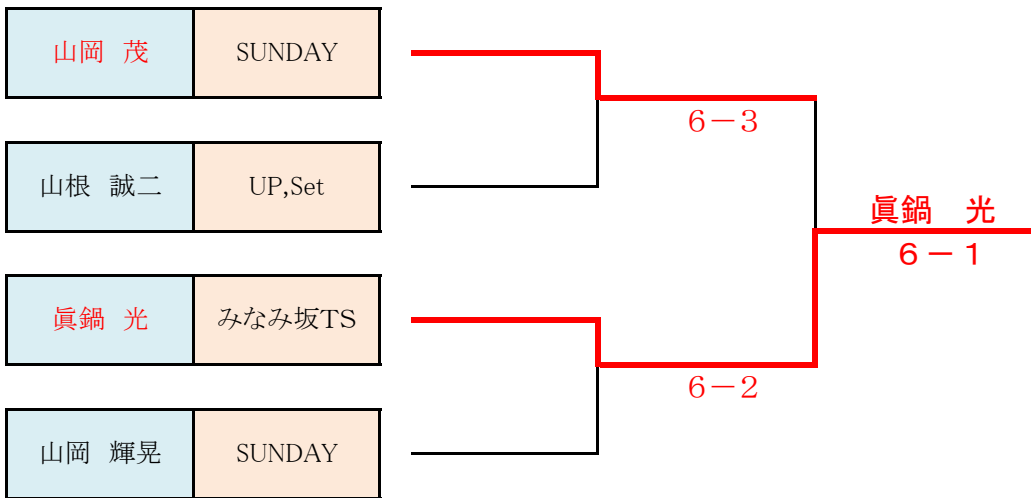 山岡 茂 SUNDAY
6－3
山根 誠二 UP,Set
眞鍋 光
6－1
眞鍋 光 みなみ坂TS
6－2
山岡 輝晃 SUNDAY